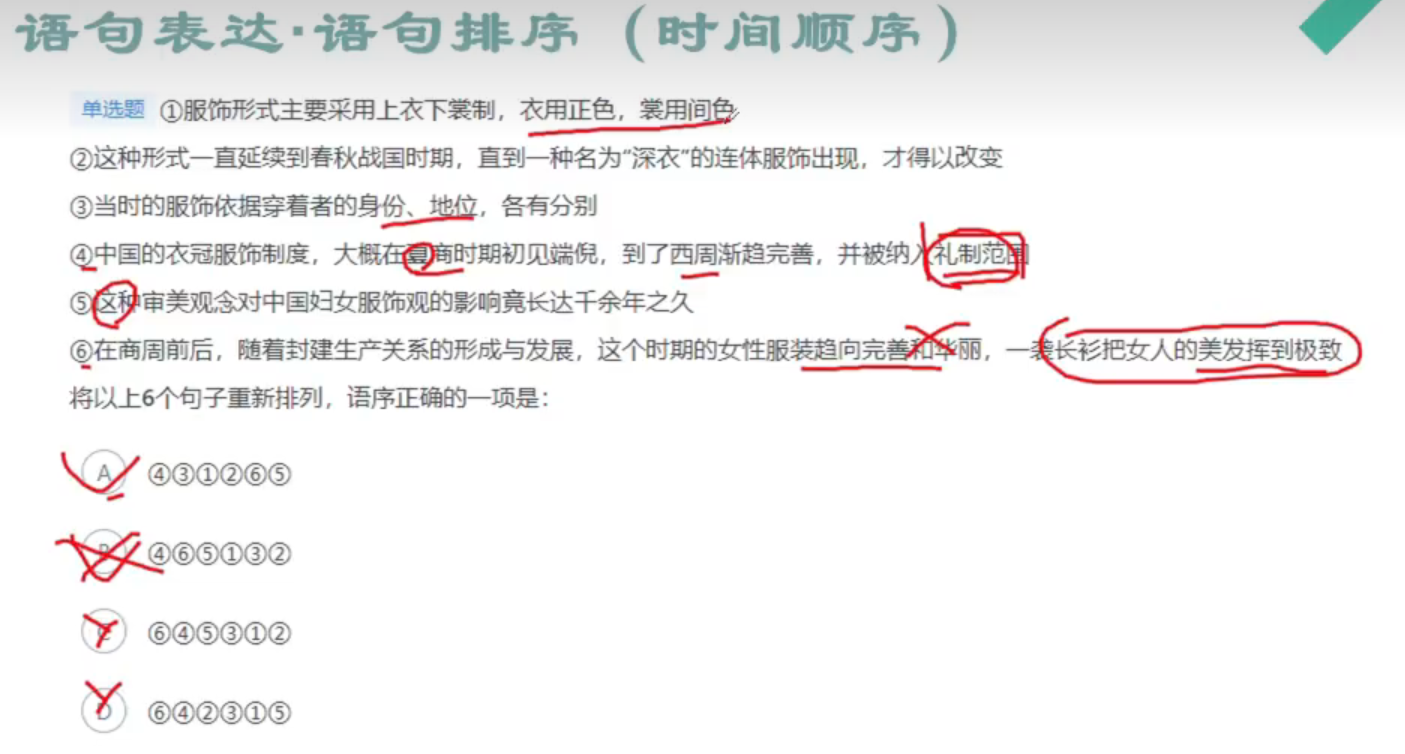 语句表达·语句排序（时间顺序）
单选题 ①服饰形式主要采用上衣下裳制，衣用正色，裳用间色
②这种形式一直延续到春秋战国时期，直到一种名为“深衣”的连体服饰出现，才得以改变
③当时的服饰依据穿着者的身份、地位，各有分别
④中国的衣冠服饰制度，大概在夏商时期初见端倪，到了西周渐趋完善，并被纳入礼制范围
⑤这种审美观念对中国妇女服饰观的影响竟长达千余年之久
⑥在商周前后，随着封建生产关系的形成与发展，这个时期的女性服装趋向完善和华丽，一袭长衫把女人的美发挥到极致
将以上6个句子重新排列，语序正确的一项是：
A ④③①②⑥⑤
B ④⑥⑤①③②
C ⑥④⑤③①②
D ⑥④②③①⑤